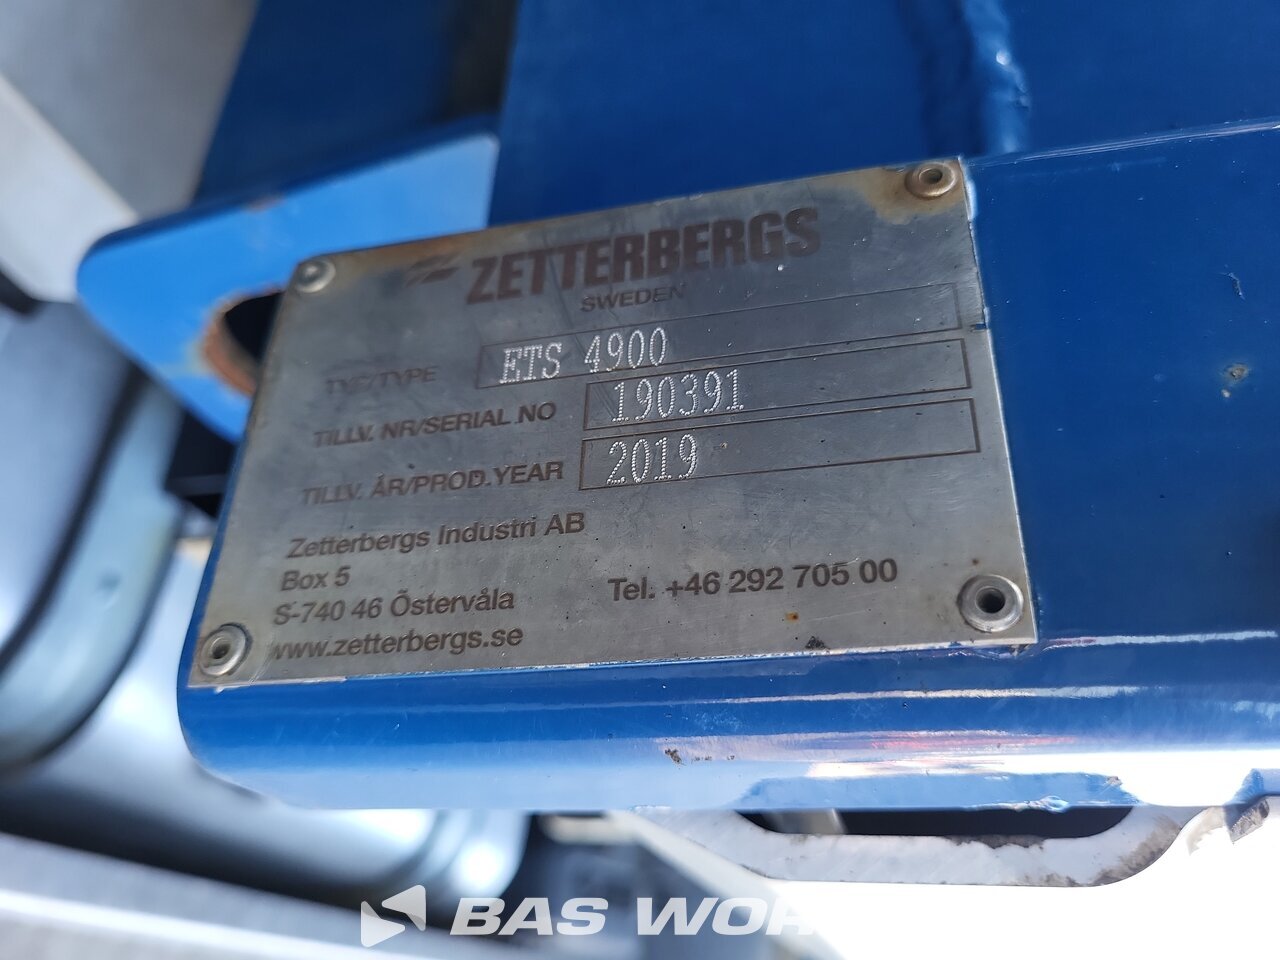 ZETTERBERGS
SWEDEN
TYP/TYPE ETS 4900
TILLV. NR/SERIAL.NO 190391
TILLV. ÅR/PROD.YEAR 2019
Zetterbergs Industri AB
Box 5
S-740 46 Östervåla Tel. +46 292 705 00
www.zetterbergs.se
BAS WOR